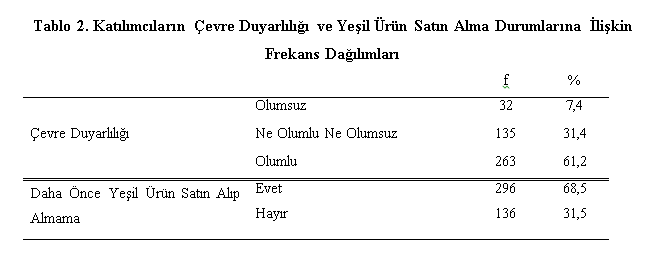 Tablo 2. Katılımcıların Çevre Duyarlılığı ve Yeşil Ürün Satın Alma Durumlarına İlişkin
Frekans Dağılımları
f %
Olumsuz 32 7,4
Çevre Duyarlılığı Ne Olumlu Ne Olumsuz 135 31,4
Olumlu 263 61,2
Daha Önce Yeşil Ürün Satın Alıp Evet 296 68,5
Almama Hayır 136 31,5